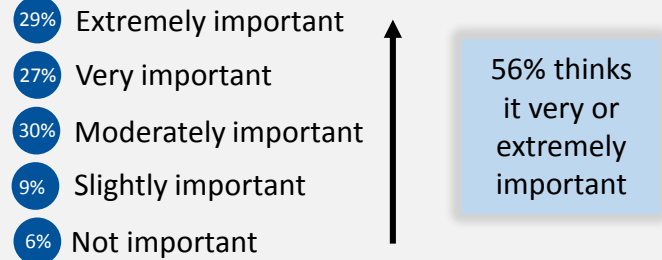 29% Extremely important
27% Very important
30% Moderately important
9% Slightly important
6% Not important
56% thinks
it very or
extremely
important